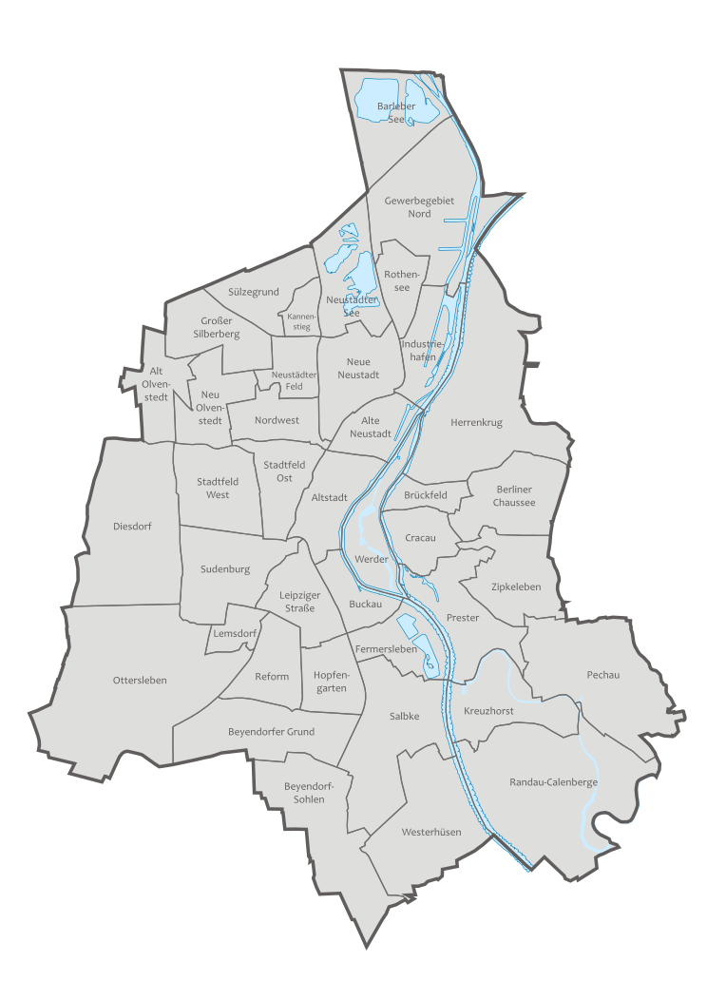 Barleber
See
Gewerbegebiet
Nord
Rothen-
see
Sülzegrund
Neustädter
See
Kannen-
stieg
Großer
Silberberg
Industrie-
hafen
Neue
Neustadt
Alt
Olven-
stedt
Neustädter
Feld
Neu
Olven-
stedt
Nordwest
Alte
Neustadt
Herrenkrug
Stadtfeld
Ost
Stadtfeld
West
Altstadt
Brückfeld
Berliner
Chaussee
Diesdorf
Cracau
Werder
Sudenburg
Zipkeleben
Leipziger
Straße
Buckau
Prester
Lemsdorf
Fermersleben
Ottersleben
Reform
Hopfen-
garten
Pechau
Kreuzhorst
Salbke
Beyendorfer Grund
Beyendorf-
Sohlen
Randau-Calenberge
Westerhüsen